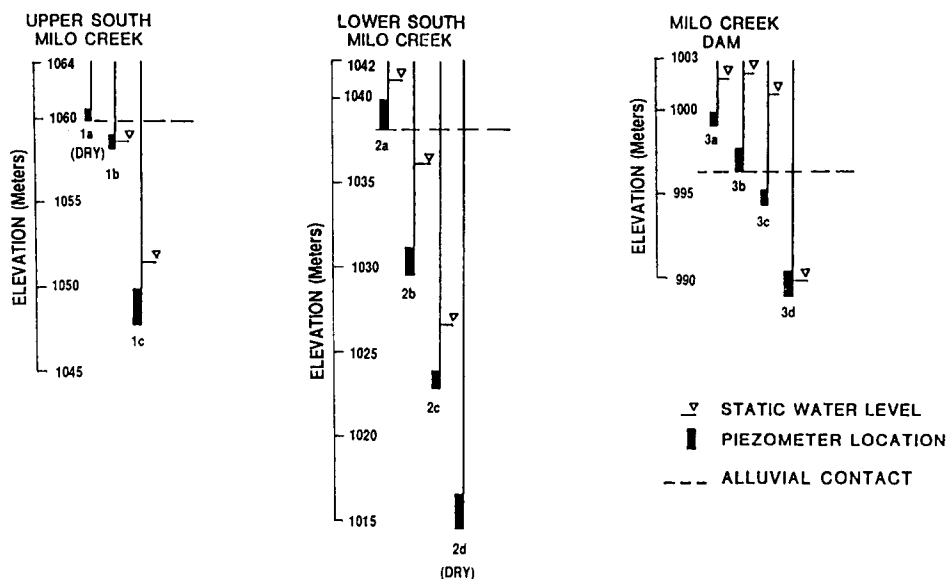 UPPER SOUTH
MILO CREEK
ELEVATION (Meters)
1064
1060
1055
1050
1045
1a
(DRY)
1b
1c
LOWER SOUTH
MILO CREEK
ELEVATION (Meters)
1042
1040
1035
1030
1025
1020
1015
2a
2b
2c
2d
(DRY)
MILO CREEK
DAM
ELEVATION (Meters)
1003
1000
995
990
3a
3b
3c
3d
STATIC WATER LEVEL
PIEZOMETER LOCATION
ALLUVIAL CONTACT